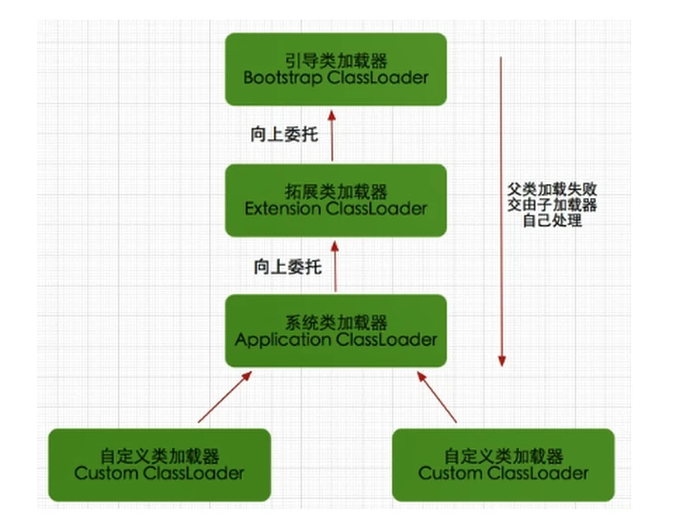 引导类加载器
Bootstrap ClassLoader
向上委托
拓展类加载器
Extension ClassLoader
父类加载失败
交由子加载器
自己处理
向上委托
系统类加载器
Application ClassLoader
自定义类加载器
Custom ClassLoader
自定义类加载器
Custom ClassLoader